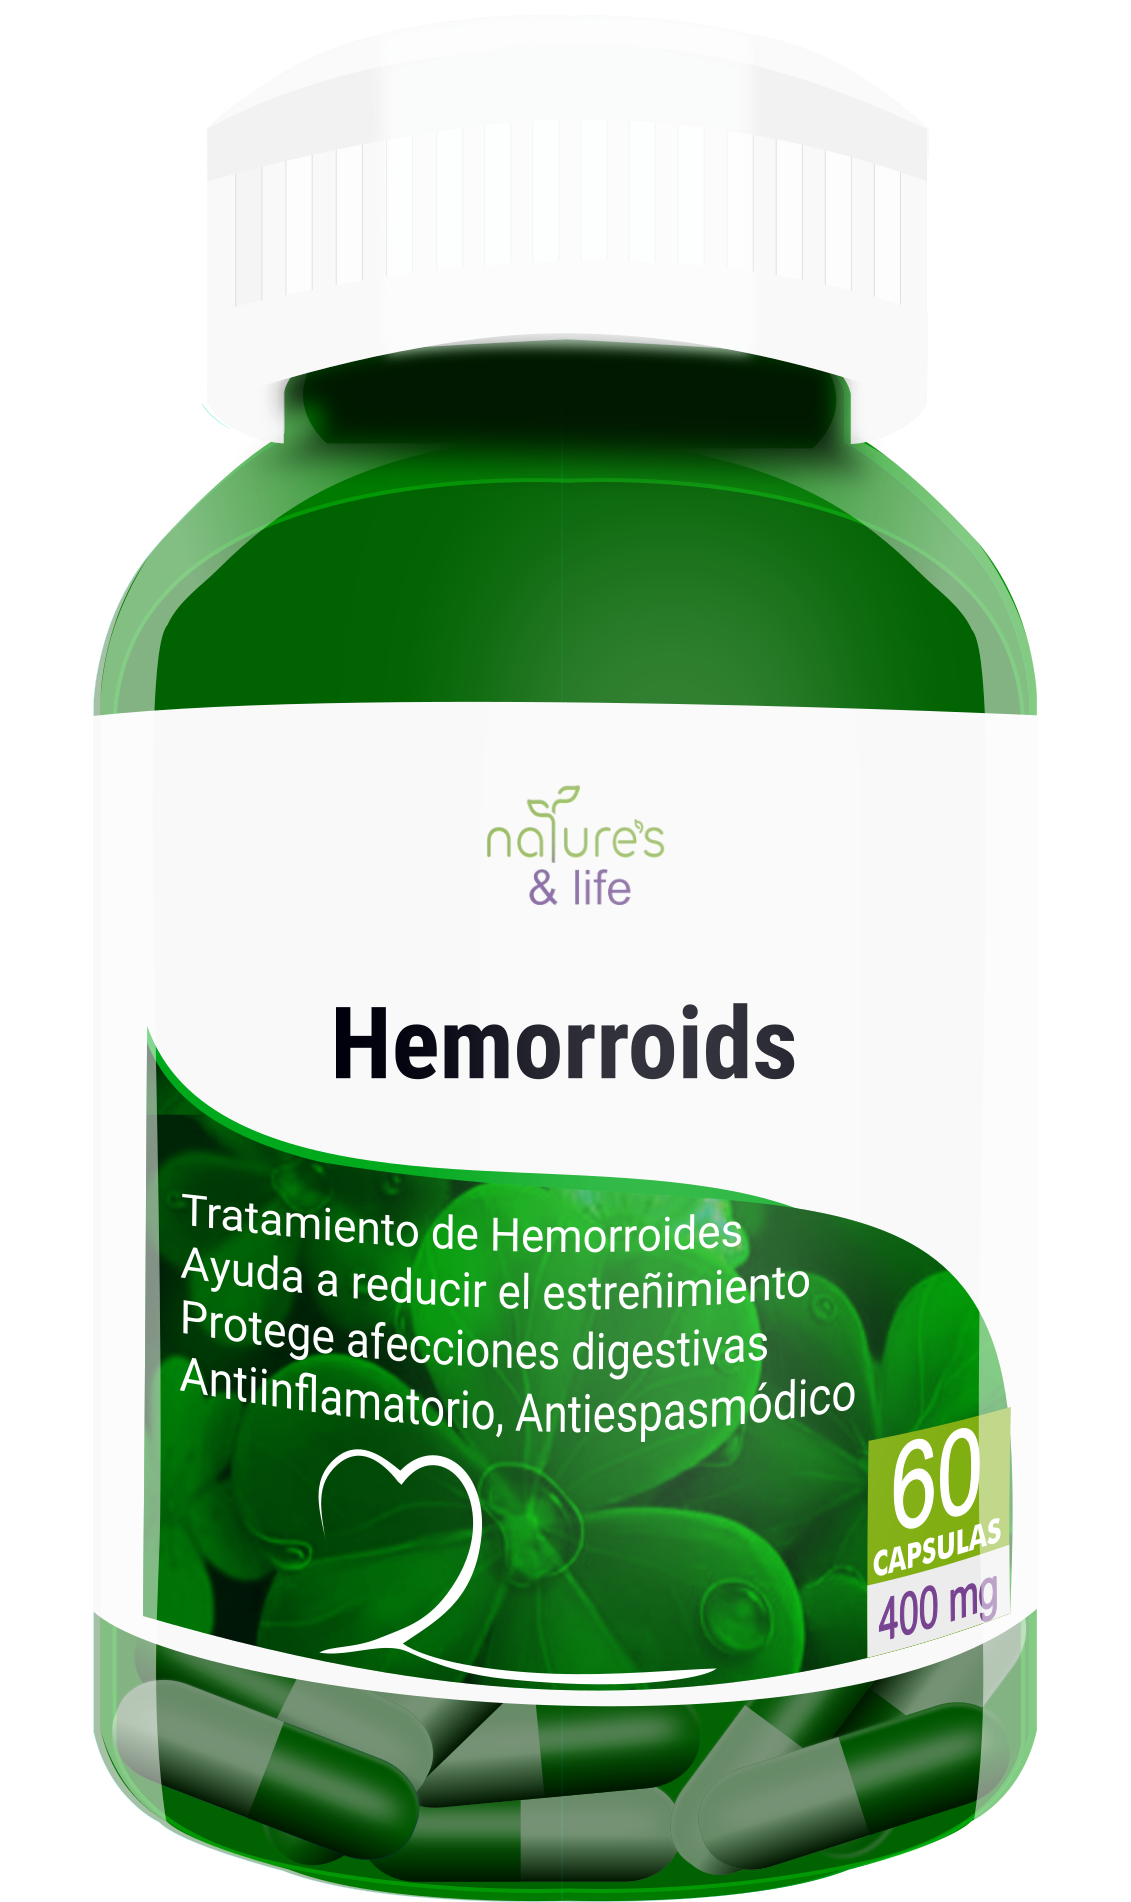 nature's
& life
Hemorroids
Tratamiento de Hemorroides
Ayuda a reducir el estreñimiento
Protege afecciones digestivas
Antiinflamatorio, Antiespasmódico
60
CAPSULAS
400 mg